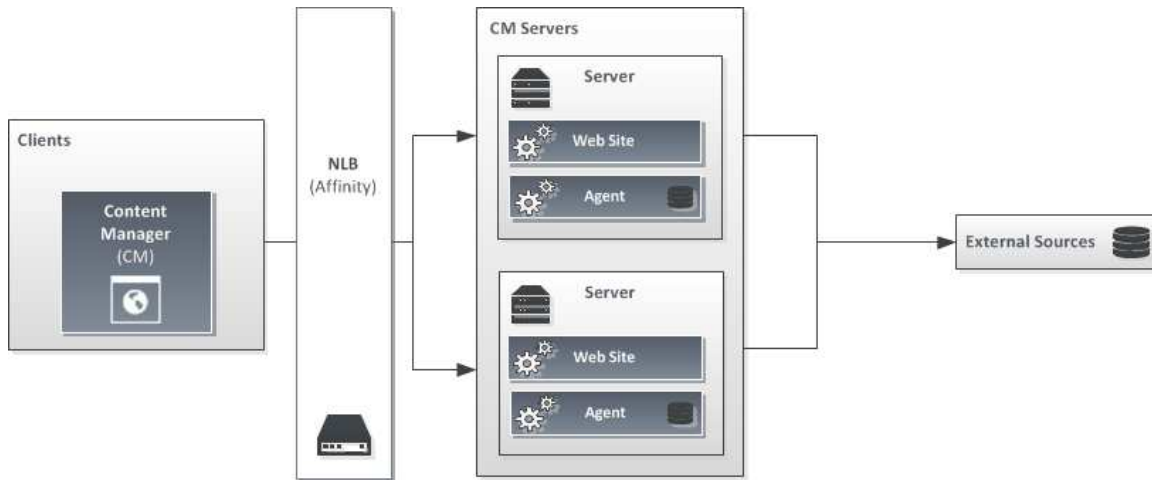 Clients
Content
Manager
(CM)
NLB
(Affinity)
CM Servers
Server
Web Site
Agent
Server
Web Site
Agent
External Sources